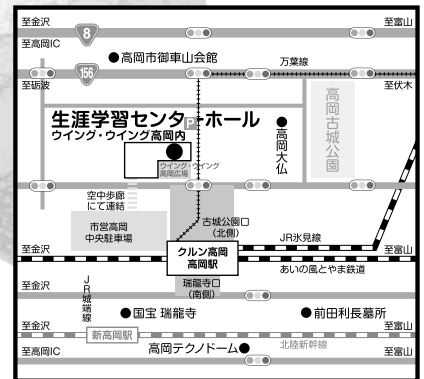 至金沢
8
至富山
至高岡IC
高岡市御車山会館
万葉線
156
至砺波
至伏木
生涯学習センターホール
P
ウイング・ウイング高岡内
高岡大仏
高岡古城公園
ウイング・ウイング
高岡広場
空中歩廊
にて連結
古城公園口
(北側)
市営高岡
中央駐車場
JR氷見線
至金沢
クルン高岡
高岡駅
至富山
あいの風とやま鉄道
瑞龍寺口
(南側)
至金沢
至富山
JR城端線
国宝 瑞龍寺
前田利長墓所
至金沢
新高岡駅
至富山
北陸新幹線
至高岡IC
高岡テクノドーム
至富山